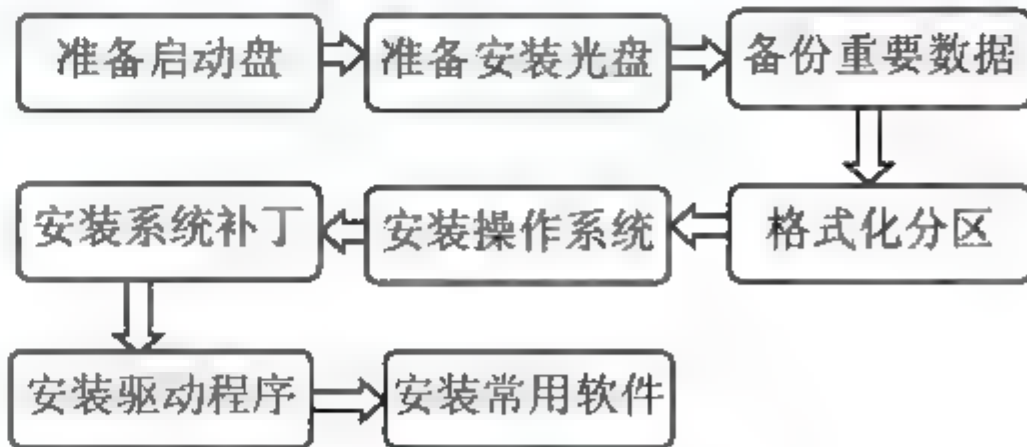 准备启动盘
准备安装光盘
备份重要数据
格式化分区
安装操作系统
安装系统补丁
安装驱动程序
安装常用软件